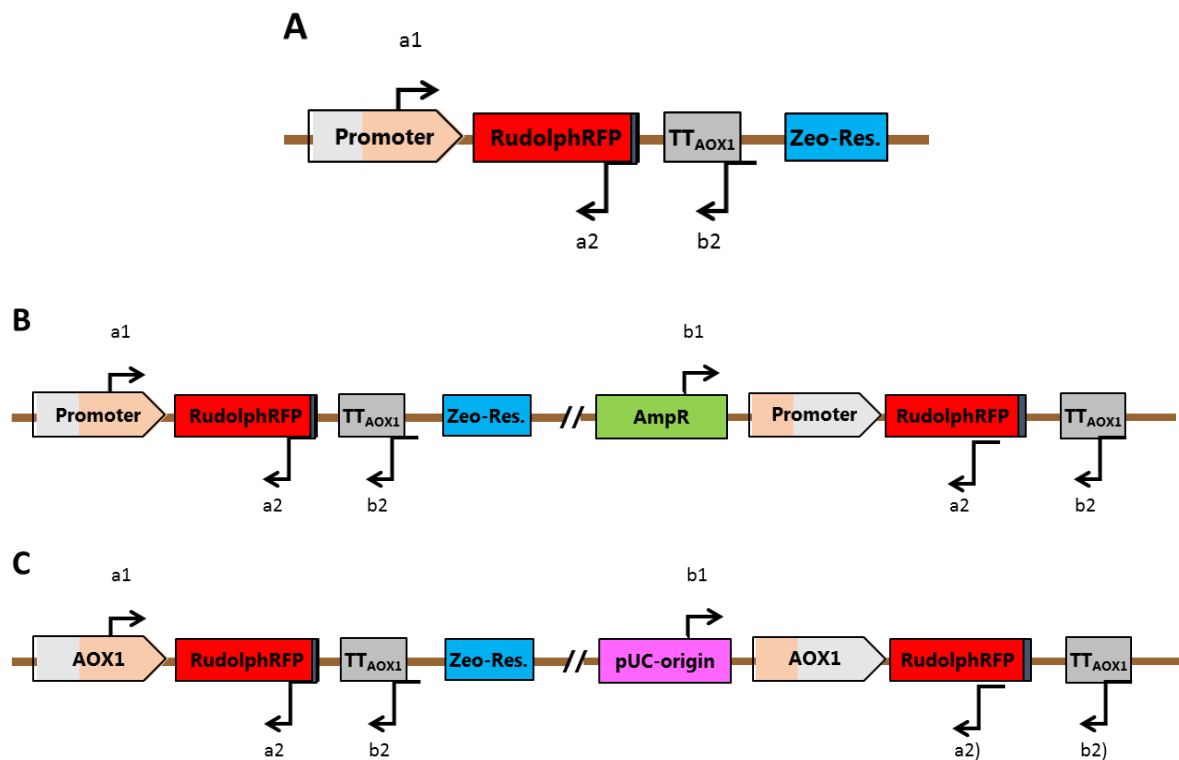 A
a1
Promoter RudolphRFP TTAOX1 Zeo-Res.
a2 b2
B
a1 b1
Promoter RudolphRFP TTAOX1 Zeo-Res. // AmpR Promoter RudolphRFP TTAOX1
a2 b2 a2 b2
C
a1 b1
AOX1 RudolphRFP TTAOX1 Zeo-Res. // pUC-origin AOX1 RudolphRFP TTAOX1
a2 b2 a2) b2)